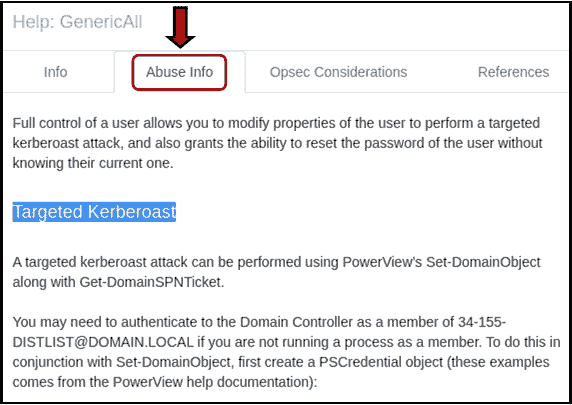 Help: GenericAll
Info
Abuse Info
Opsec Considerations
References
Full control of a user allows you to modify properties of the user to perform a targeted
kerberoast attack, and also grants the ability to reset the password of the user without
knowing their current one.
Targeted Kerberoast
A targeted kerberoast attack can be performed using PowerView's Set-DomainObject
along with Get-DomainSPNTicket.
You may need to authenticate to the Domain Controller as a member of 34-155-
DISTLIST@DOMAIN.LOCAL if you are not running a process as a member. To do this in
conjunction with Set-DomainObject, first create a PSCredential object (these examples
comes from the PowerView help documentation):